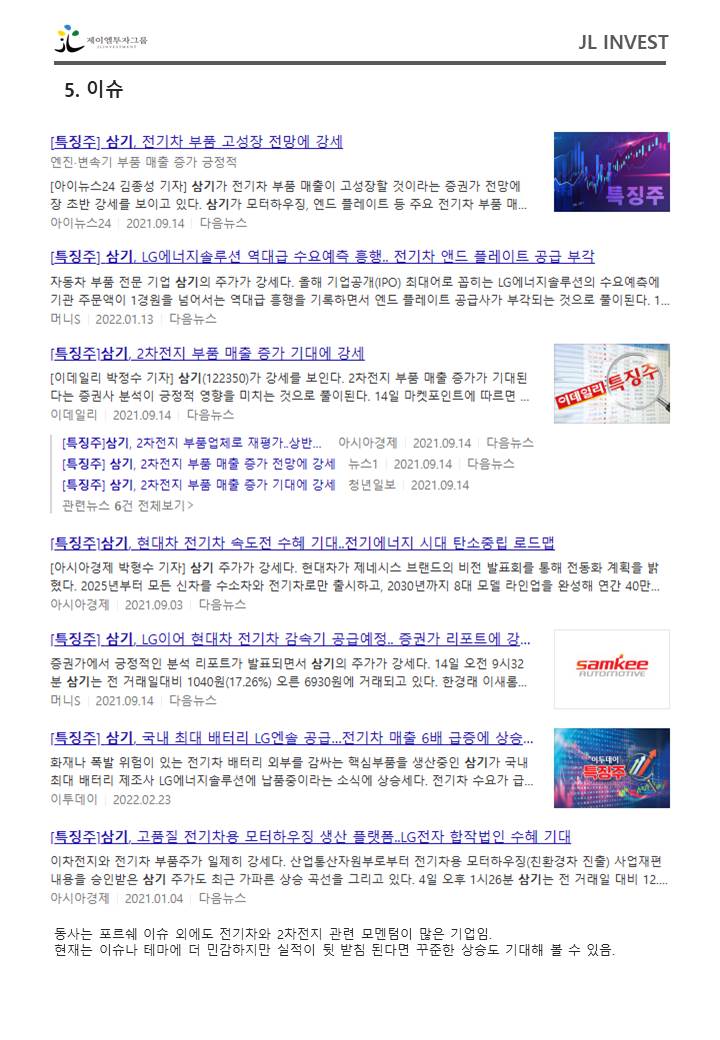 제이엘투자그룹
JL INVESTMENT
JL INVEST
5. 이슈
[특징주] 삼기, 전기차 부품 고성장 전망에 강세
엔진·변속기 부품 매출 증가 긍정적
[아이뉴스24 김종성 기자] 삼기가 전기차 부품 매출이 고성장할 것이라는 증권가 전망에
장 초반 강세를 보이고 있다. 삼기가 모터하우징, 엔드 플레이트 등 주요 전기차 부품 매...
아이뉴스24 2021.09.14 다음뉴스
특징주
[특징주] 삼기, LG에너지솔루션 역대급 수요예측 흥행.. 전기차 앤드 플레이트 공급 부각
자동차 부품 전문 기업 삼기의 주가가 강세다. 올해 기업공개(IPO) 최대어로 꼽히는 LG에너지솔루션의 수요예측에
기관 주문액이 1경원을 넘어서는 역대급 흥행을 기록하면서 엔드 플레이트 공급사가 부각되는 것으로 풀이된다. 1...
머니S 2022.01.13 다음뉴스
[특징주]삼기, 2차전지 부품 매출 증가 기대에 강세
[이데일리 박정수 기자] 삼기(122350)가 강세를 보인다. 2차전지 부품 매출 증가가 기대된
다는 증권사 분석이 긍정적 영향을 미치는 것으로 풀이된다. 14일 마켓포인트에 따르면 ...
이데일리 2021.09.14 다음뉴스
이데일리 특징주
[특징주]삼기, 2차전지 부품업체로 재평가..상반... 아시아경제 2021.09.14 다음뉴스
[특징주] 삼기, 2차전지 부품 매출 증가 전망에 강세 뉴스1 2021.09.14 다음뉴스
[특징주] 삼기, 2차전지 부품 매출 증가 기대에 강세 청년일보 2021.09.14
관련뉴스 6건 전체보기>
[특징주]삼기, 현대차 전기차 속도전 수혜 기대..전기에너지 시대 탄소중립 로드맵
[아시아경제 박형수 기자] 삼기 주가가 강세다. 현대차가 제네시스 브랜드의 비전 발표회를 통해 전동화 계획을 밝
혔다. 2025년부터 모든 신차를 수소차와 전기차로만 출시하고, 2030년까지 8대 모델 라인업을 완성해 연간 40만...
아시아경제 2021.09.03 다음뉴스
[특징주] 삼기, LG이어 현대차 전기차 감속기 공급예정.. 증권가 리포트에 강...
증권가에서 긍정적인 분석 리포트가 발표되면서 삼기의 주가가 강세다. 14일 오전 9시32
분 삼기는 전 거래일대비 1040원(17.26%) 오른 6930원에 거래되고 있다. 한경래 이새롬...
머니S 2021.09.14 다음뉴스
samkee
AUTOMOTIVE
[특징주] 삼기, 국내 최대 배터리 LG엔솔 공급...전기차 매출 6배 급증에 상승...
화재나 폭발 위험이 있는 전기차 배터리 외부를 감싸는 핵심부품을 생산중인 삼기가 국내
최대 배터리 제조사 LG에너지솔루션에 납품중이라는 소식에 상승세다. 전기차 수요가 급...
이투데이 2022.02.23
이투데이
특징주
[특징주]삼기, 고품질 전기차용 모터하우징 생산 플랫폼..LG전자 합작법인 수혜 기대
이차전지와 전기차 부품주가 일제히 강세다. 산업통산자원부로부터 전기차용 모터하우징(친환경차 진출) 사업재편
내용을 승인받은 삼기 주가도 최근 가파른 상승 곡선을 그리고 있다. 4일 오후 1시26분 삼기는 전 거래일 대비 12....
아시아경제 2021.01.04 다음뉴스
동사는 포르쉐 이슈 외에도 전기차와 2차전지 관련 모멘텀이 많은 기업임.
현재는 이슈나 테마에 더 민감하지만 실적이 뒷 받침 된다면 꾸준한 상승도 기대해 볼 수 있음.